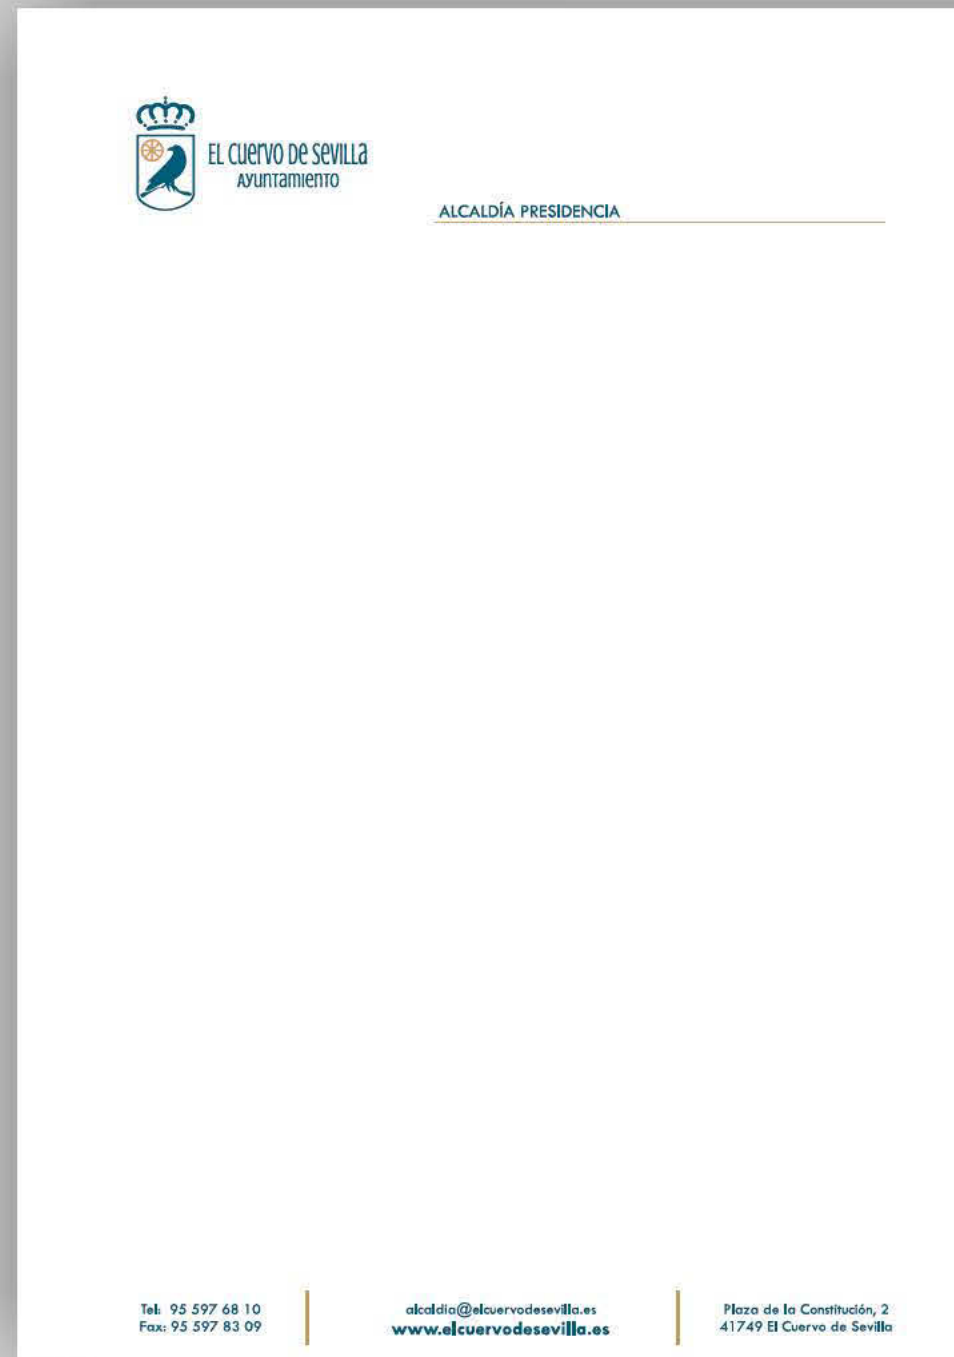 EL CUERVO DE SEVILLA
AYUNTAMIENTO
ALCALDÍA PRESIDENCIA
Tel: 95 597 68 10
Fax: 95 597 83 09
alcaldia@elcuervodesevilla.es
www.elcuervodesevilla.es
Plaza de la Constitución, 2
41749 El Cuervo de Sevilla